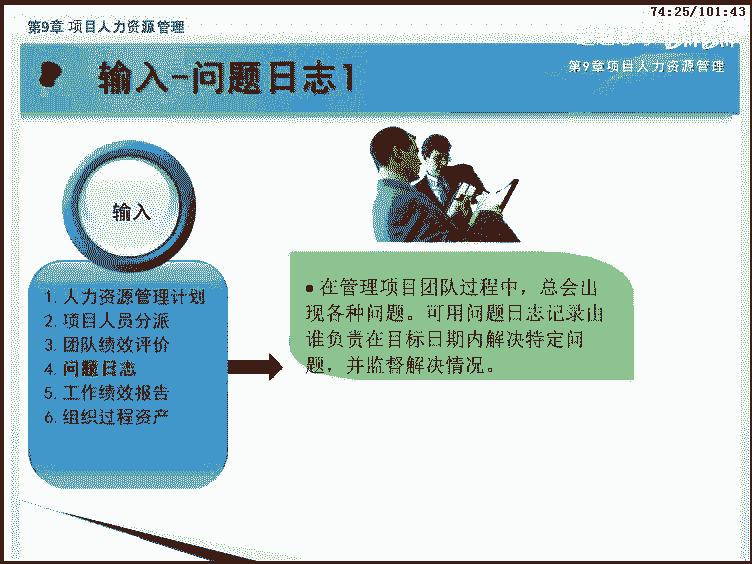 74:25/101:43
第9章 项目人力资源管理
输入-问题日志1
第9章项目人力资源管理
输入
1. 人力资源管理计划
2. 项目人员分派
3. 团队绩效评价
4. 问题日志
5. 工作绩效报告
6. 组织过程资产
● 在管理项目团队过程中，总会出
现各种问题。可用问题日志记录由
谁负责在目标日期内解决特定问
题，并监督解决情况。